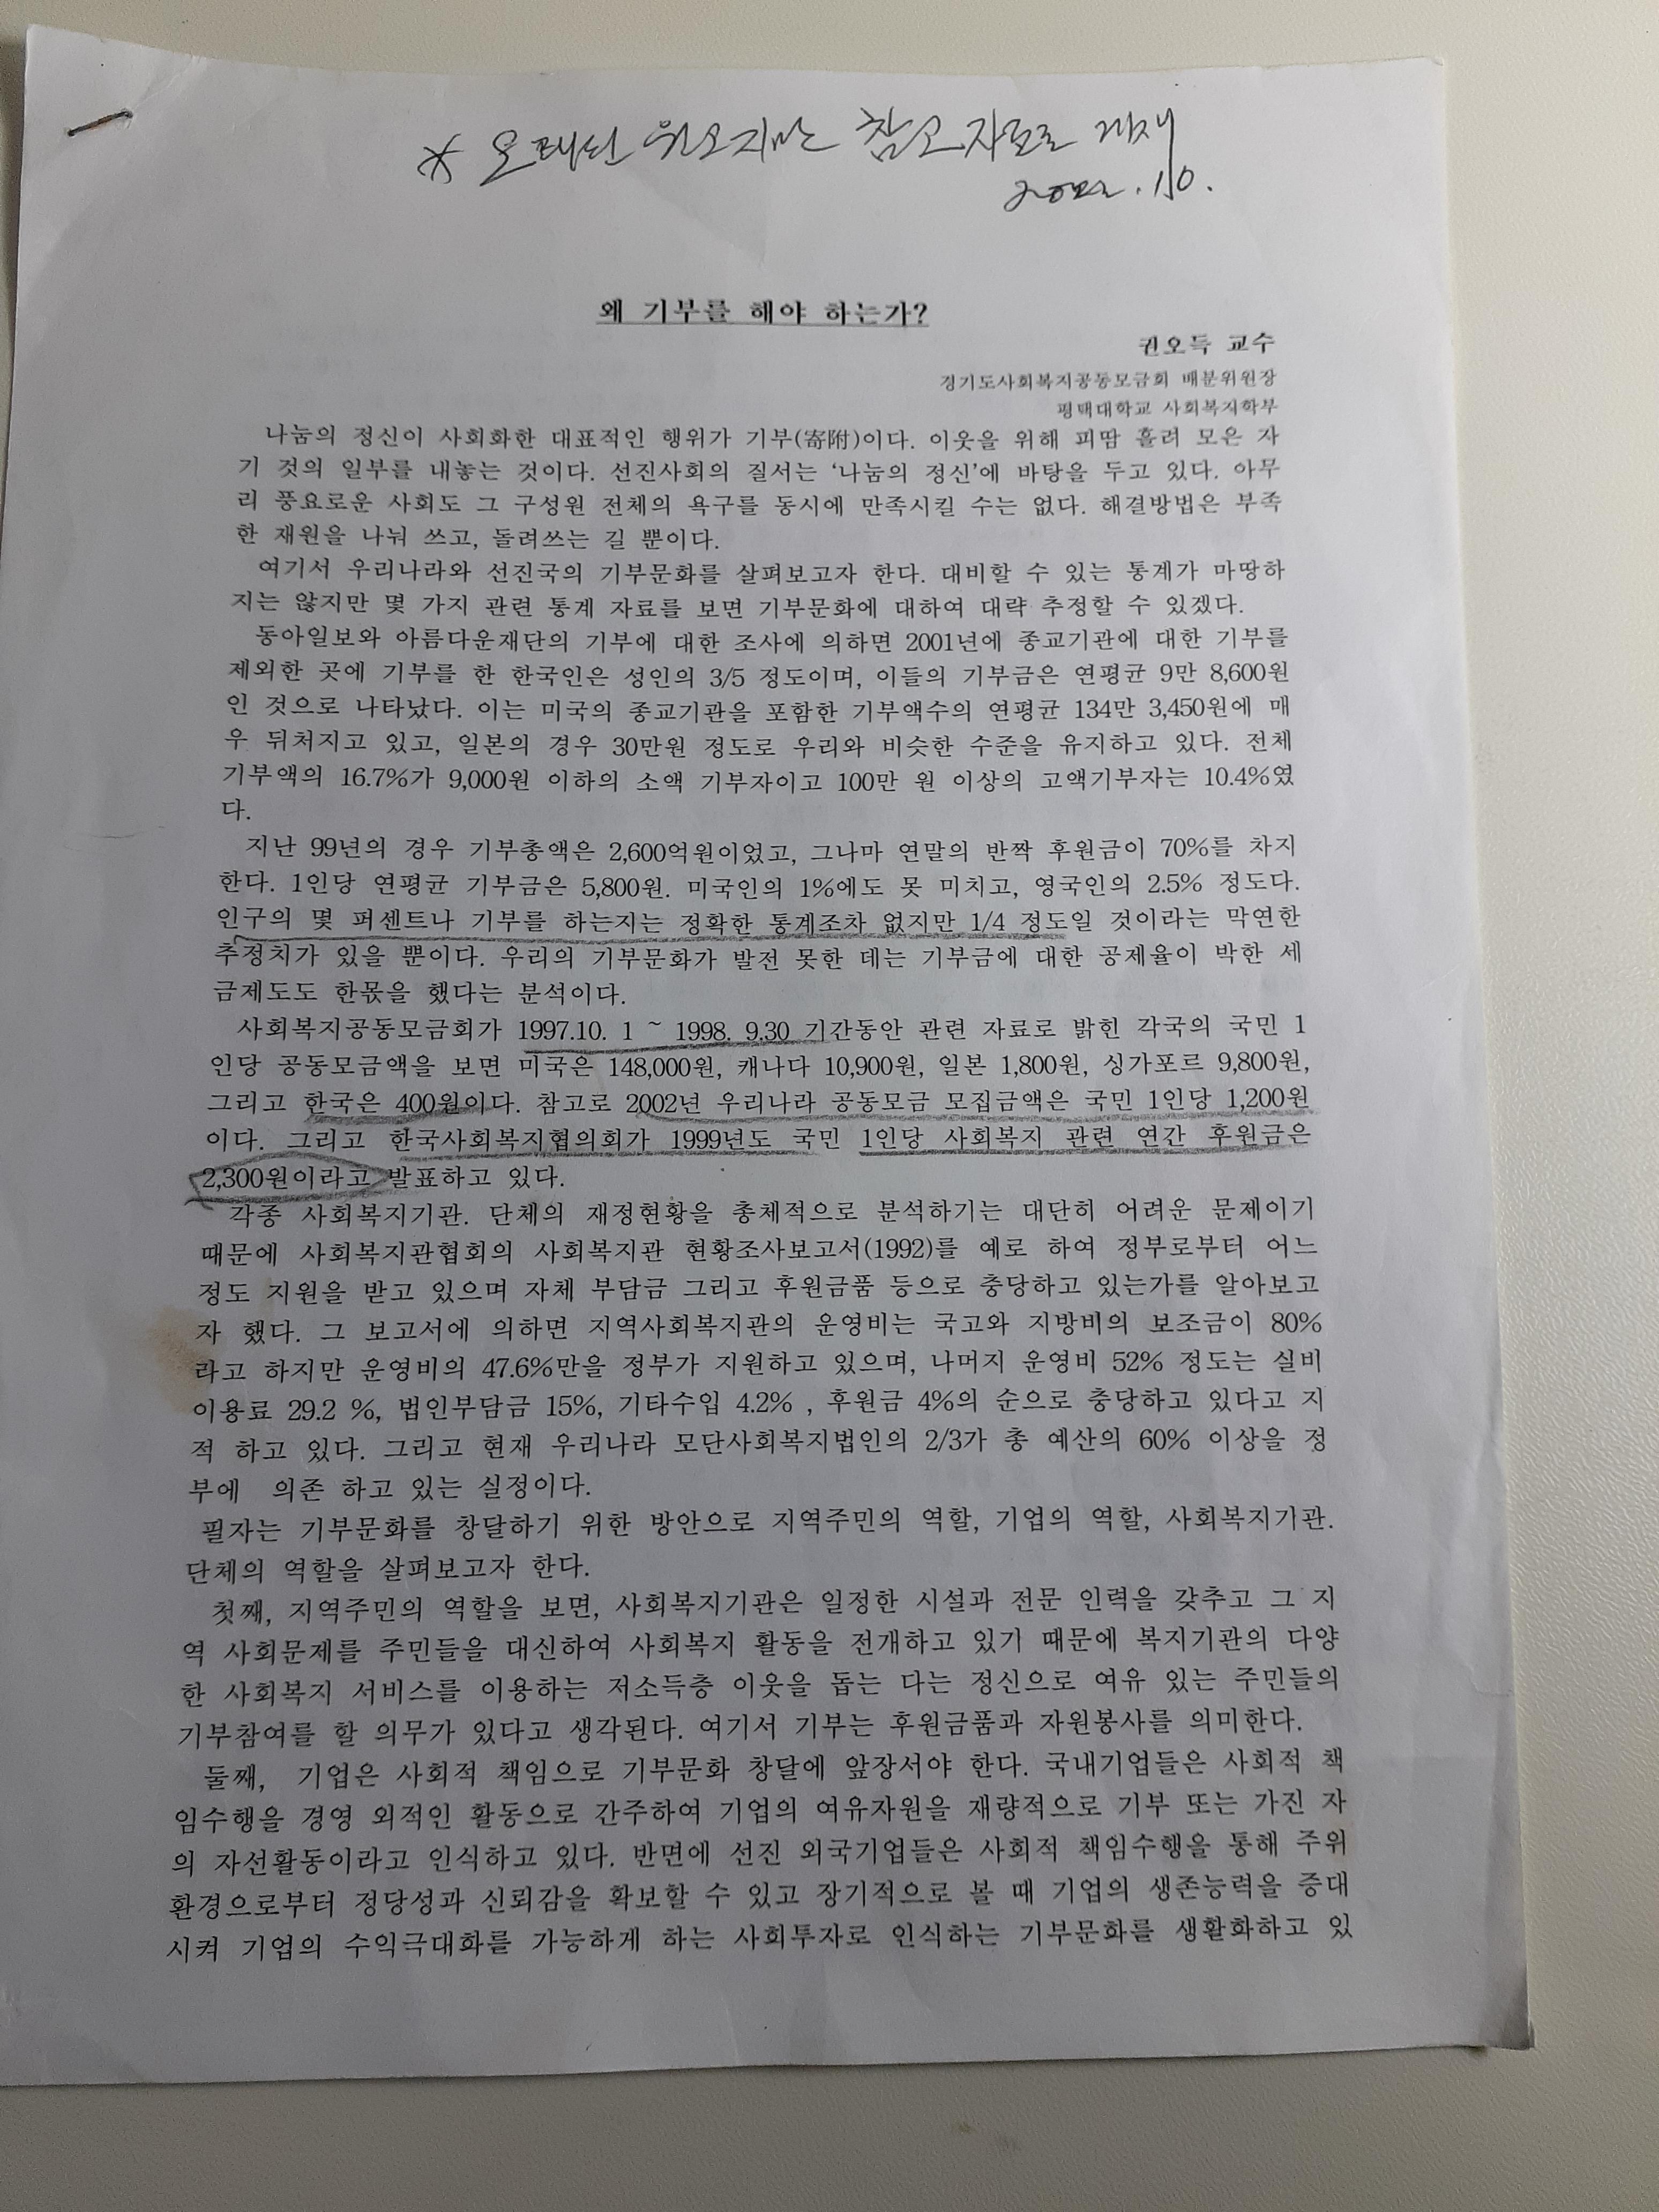 * 오래된 원고지만 참고자료로 게재
2022. 10.
왜 기부를 해야 하는가?
권오득 교수
경기도사회복지공동모금회 배분위원장
평택대학교 사회복지학부
나눔의 정신이 사회화한 대표적인 행위가 기부(寄附)이다. 이웃을 위해 피땀 흘려 모은 자
기 것의 일부를 내놓는 것이다. 선진사회의 질서는 ‘나눔의 정신’에 바탕을 두고 있다. 아무
리 풍요로운 사회도 그 구성원 전체의 욕구를 동시에 만족시킬 수는 없다. 해결방법은 부족
한 재원을 나눠 쓰고, 돌려쓰는 길 뿐이다.
여기서 우리나라와 선진국의 기부문화를 살펴보고자 한다. 대비할 수 있는 통계가 마땅하
지는 않지만 몇 가지 관련 통계 자료를 보면 기부문화에 대하여 대략 추정할 수 있겠다.
동아일보와 아름다운재단의 기부에 대한 조사에 의하면 2001년에 종교기관에 대한 기부를
제외한 곳에 기부를 한 한국인은 성인의 3/5 정도이며, 이들의 기부금은 연평균 9만 8,600원
인 것으로 나타났다. 이는 미국의 종교기관을 포함한 기부액수의 연평균 134만 3,450원에 매
우 뒤처지고 있고, 일본의 경우 30만원 정도로 우리와 비슷한 수준을 유지하고 있다. 전체
기부액의 16.7%가 9,000원 이하의 소액 기부자이고 100만 원 이상의 고액기부자는 10.4%였
다.
지난 99년의 경우 기부총액은 2,600억원이었고, 그나마 연말의 반짝 후원금이 70%를 차지
한다. 1인당 연평균 기부금은 5,800원. 미국인의 1%에도 못 미치고, 영국인의 2.5% 정도다.
인구의 몇 퍼센트나 기부를 하는지는 정확한 통계조차 없지만 1/4 정도일 것이라는 막연한
추정치가 있을 뿐이다. 우리의 기부문화가 발전 못한 데는 기부금에 대한 공제율이 박한 세
금제도도 한몫을 했다는 분석이다.
사회복지공동모금회가 1997.10. 1 ~ 1998. 9.30 기간동안 관련 자료로 밝힌 각국의 국민 1
인당 공동모금액을 보면 미국은 148,000원, 캐나다 10,900원, 일본 1,800원, 싱가포르 9,800원,
그리고 한국은 400원이다. 참고로 2002년 우리나라 공동모금 모집금액은 국민 1인당 1,200원
이다. 그리고 한국사회복지협의회가 1999년도 국민 1인당 사회복지 관련 연간 후원금은
2,300원이라고 발표하고 있다.
각종 사회복지기관. 단체의 재정현황을 총체적으로 분석하기는 대단히 어려운 문제이기
때문에 사회복지관협회의 사회복지관 현황조사보고서(1992)를 예로 하여 정부로부터 어느
정도 지원을 받고 있으며 자체 부담금 그리고 후원금품 등으로 충당하고 있는가를 알아보고
자 했다. 그 보고서에 의하면 지역사회복지관의 운영비는 국고와 지방비의 보조금이 80%
라고 하지만 운영비의 47.6%만을 정부가 지원하고 있으며, 나머지 운영비 52% 정도는 실비
이용료 29.2 %, 법인부담금 15%, 기타수입 4.2% , 후원금 4%의 순으로 충당하고 있다고 지
적 하고 있다. 그리고 현재 우리나라 모단사회복지법인의 2/3가 총 예산의 60% 이상을 정
부에 의존 하고 있는 실정이다.
필자는 기부문화를 창달하기 위한 방안으로 지역주민의 역할, 기업의 역할, 사회복지기관.
단체의 역할을 살펴보고자 한다.
첫째, 지역주민의 역할을 보면, 사회복지기관은 일정한 시설과 전문 인력을 갖추고 그 지
역 사회문제를 주민들을 대신하여 사회복지 활동을 전개하고 있기 때문에 복지기관의 다양
한 사회복지 서비스를 이용하는 저소득층 이웃을 돕는 다는 정신으로 여유 있는 주민들의
기부참여를 할 의무가 있다고 생각된다. 여기서 기부는 후원금품과 자원봉사를 의미한다.
둘째, 기업은 사회적 책임으로 기부문화 창달에 앞장서야 한다. 국내기업들은 사회적 책
임수행을 경영 외적인 활동으로 간주하여 기업의 여유자원을 재량적으로 기부 또는 가진 자
의 자선활동이라고 인식하고 있다. 반면에 선진 외국기업들은 사회적 책임수행을 통해 주위
환경으로부터 정당성과 신뢰감을 확보할 수 있고 장기적으로 볼 때 기업의 생존능력을 증대
시켜 기업의 수익극대화를 가능하게 하는 사회투자로 인식하는 기부문화를 생활화하고 있